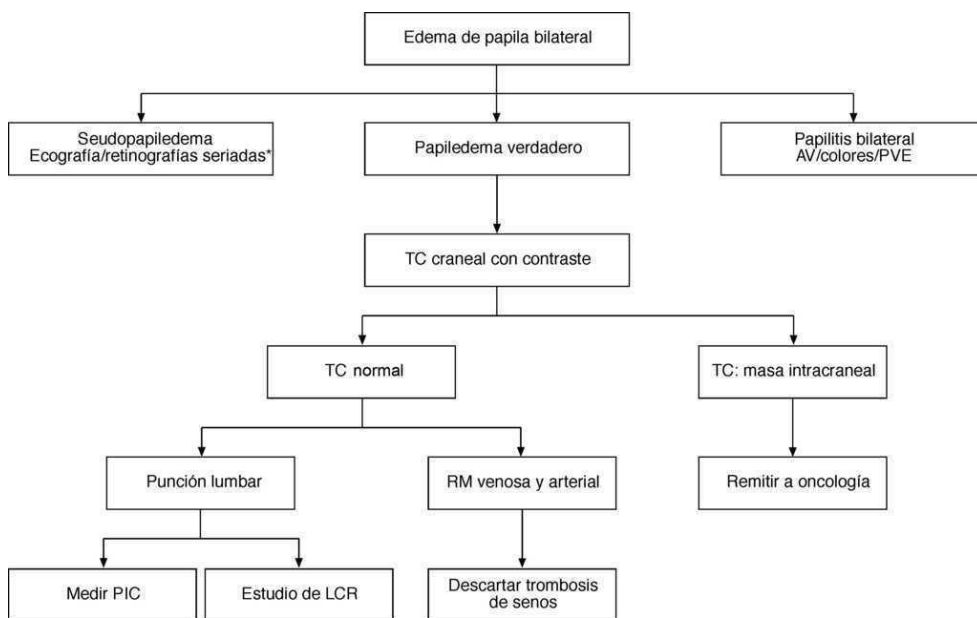 Edema de papila bilateral
Seudopapiledema
Ecografía/retinografías seriadas*
Papiledema verdadero
Papilitis bilateral
AV/colores/PVE
TC craneal con contraste
TC normal
TC: masa intracraneal
Punción lumbar
RM venosa y arterial
Remitir a oncología
Medir PIC
Estudio de LCR
Descartar trombosis
de senos